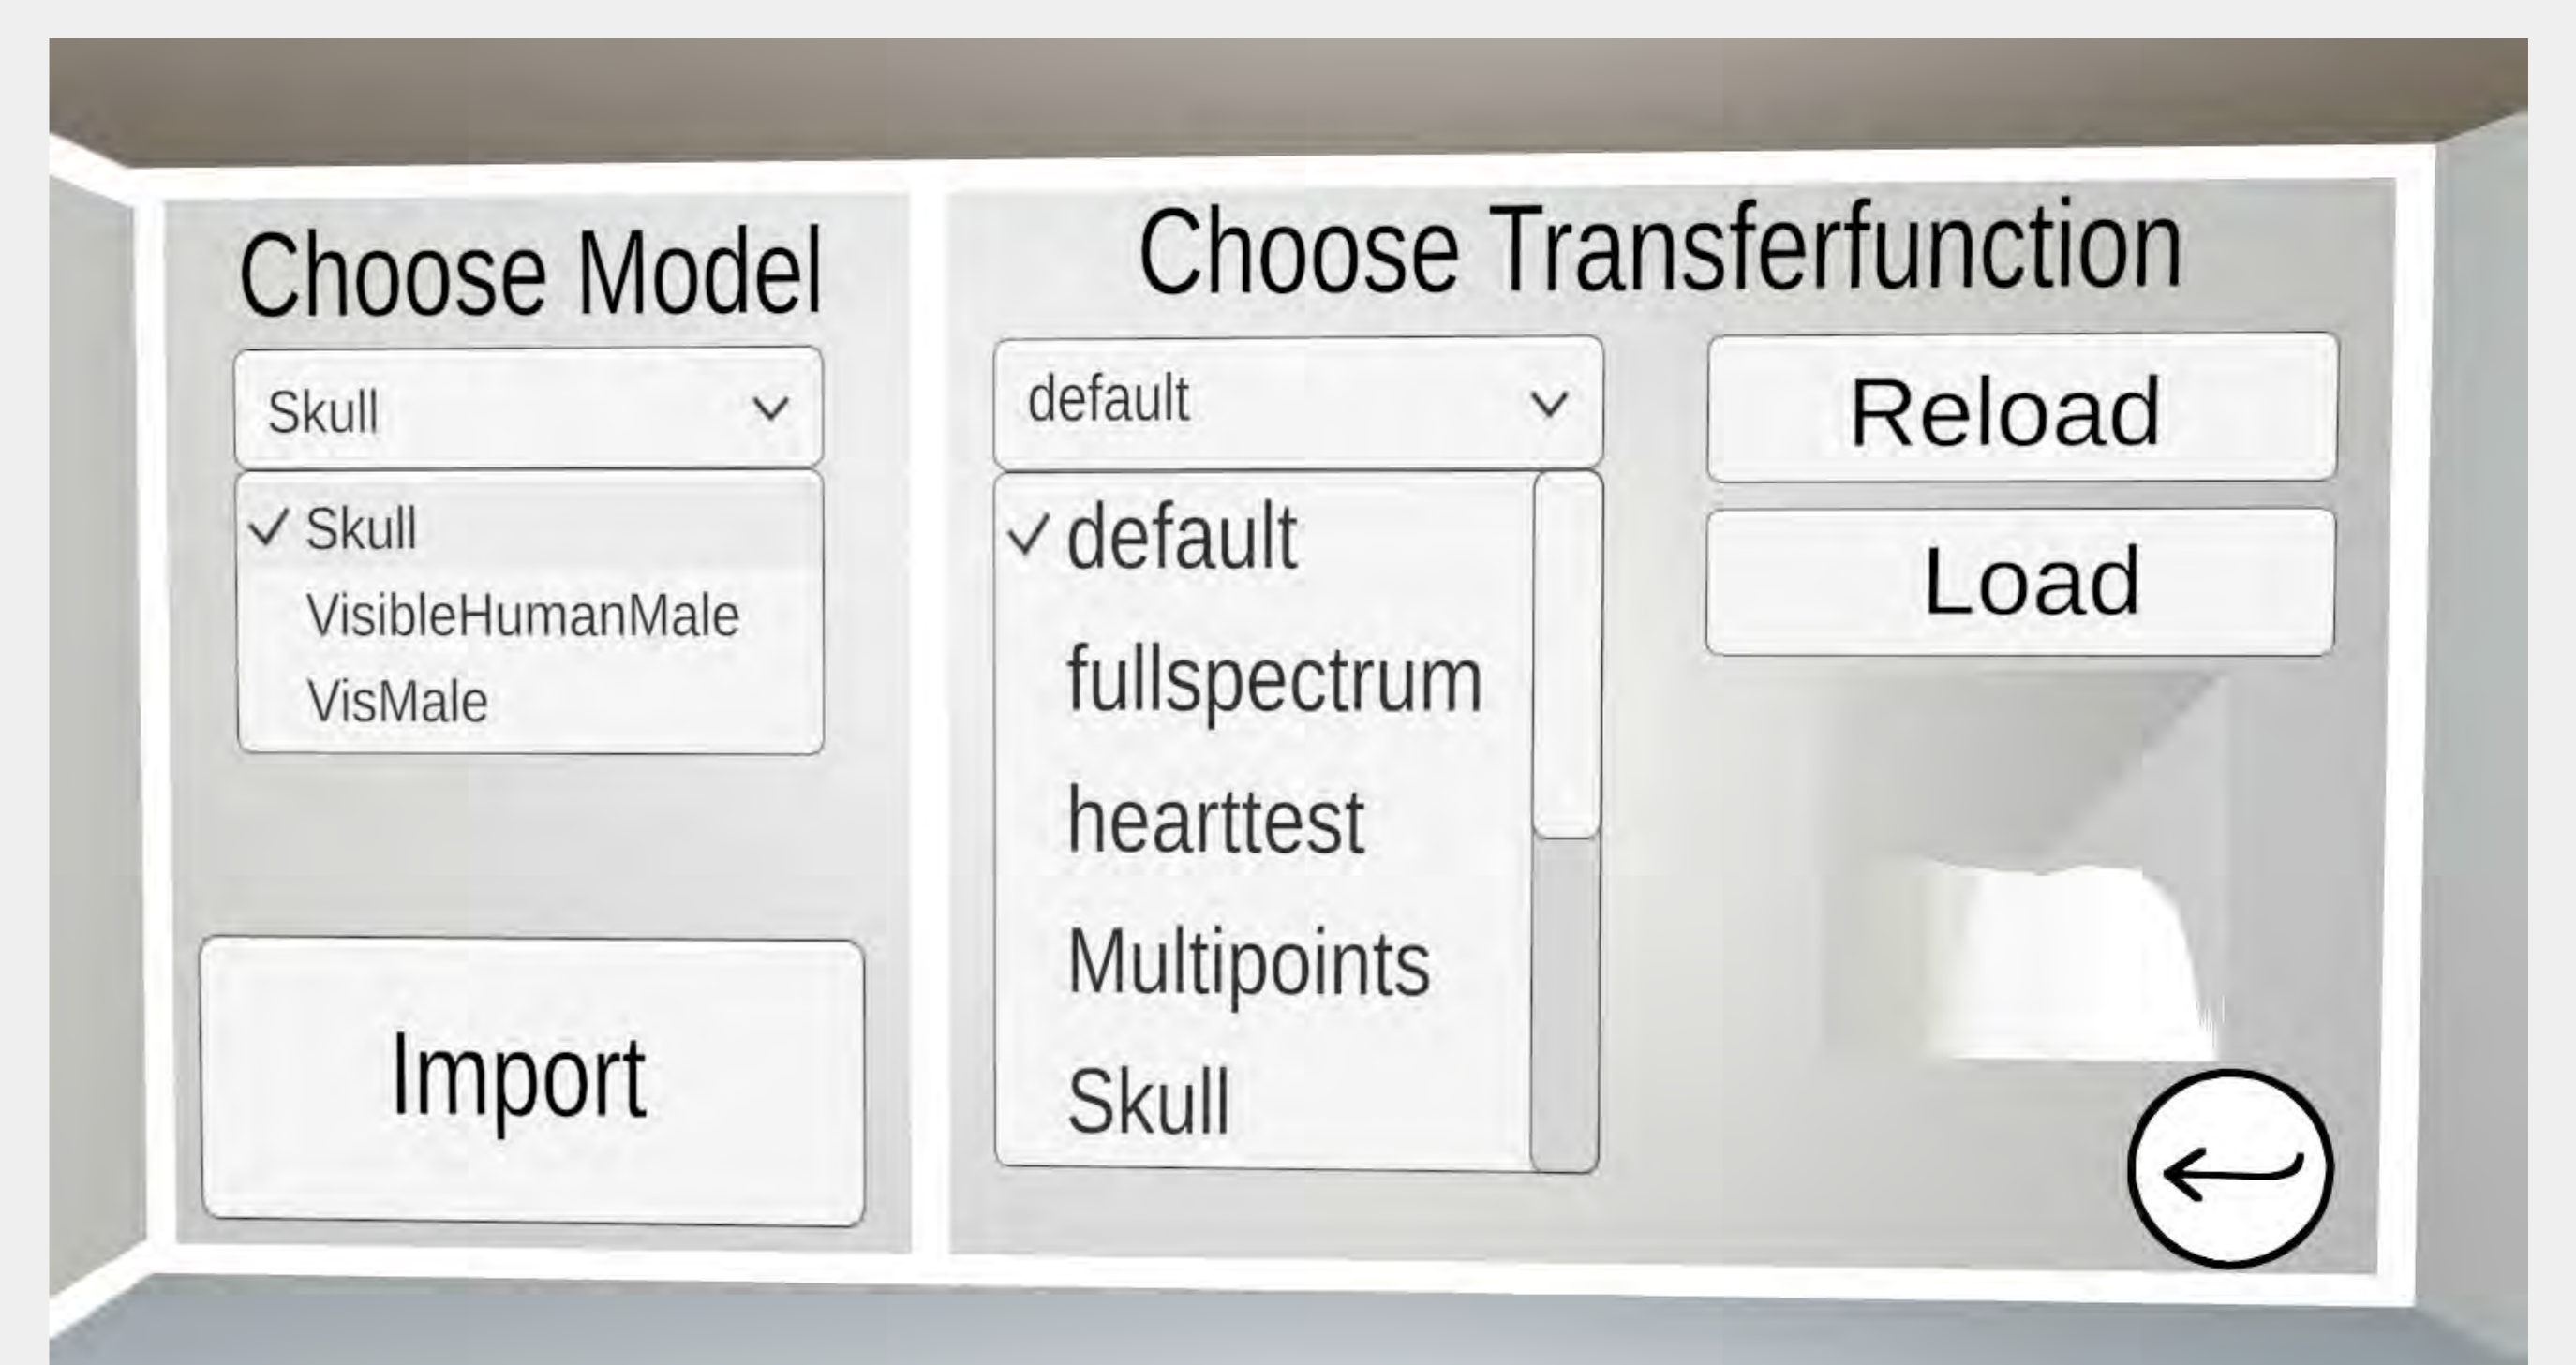 Choose Model
Skull
Skull
VisibleHumanMale
VisMale
Import
Choose Transferfunction
default
default
fullspectrum
hearttest
Multipoints
Skull
Reload
Load